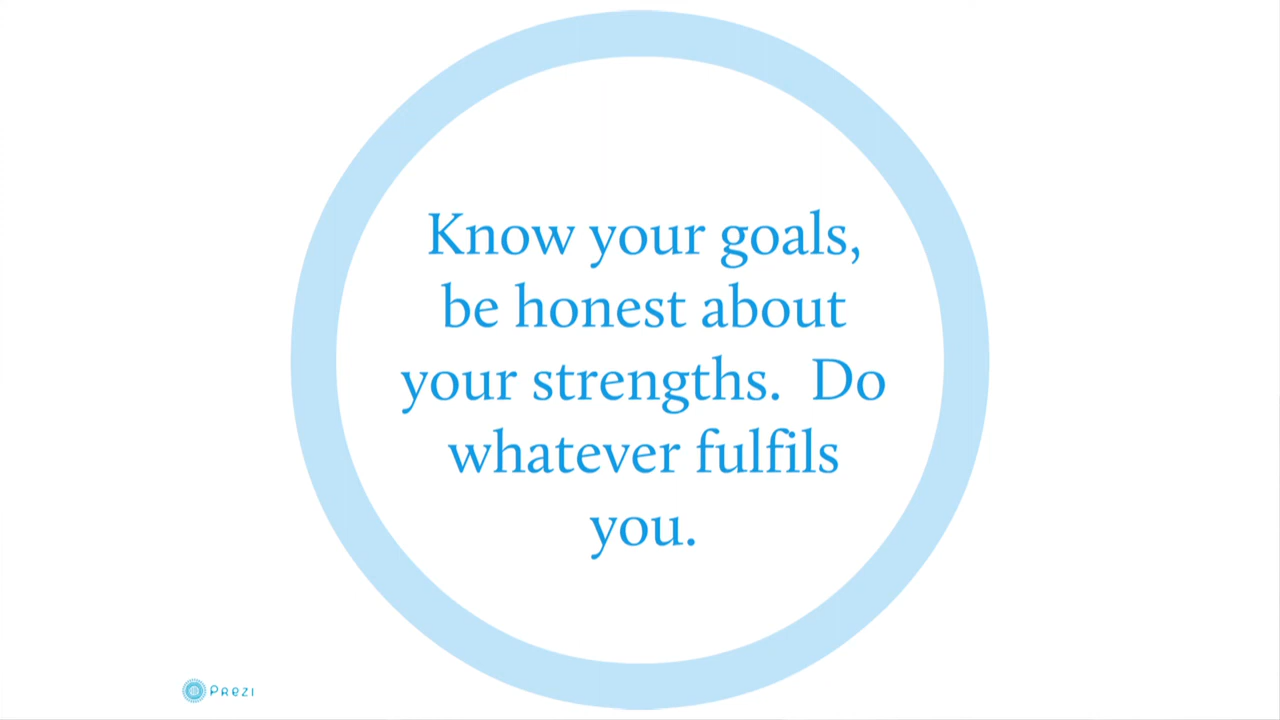 Know your goals,
be honest about
your strengths.  Do
whatever fulfils
you.
Prezi